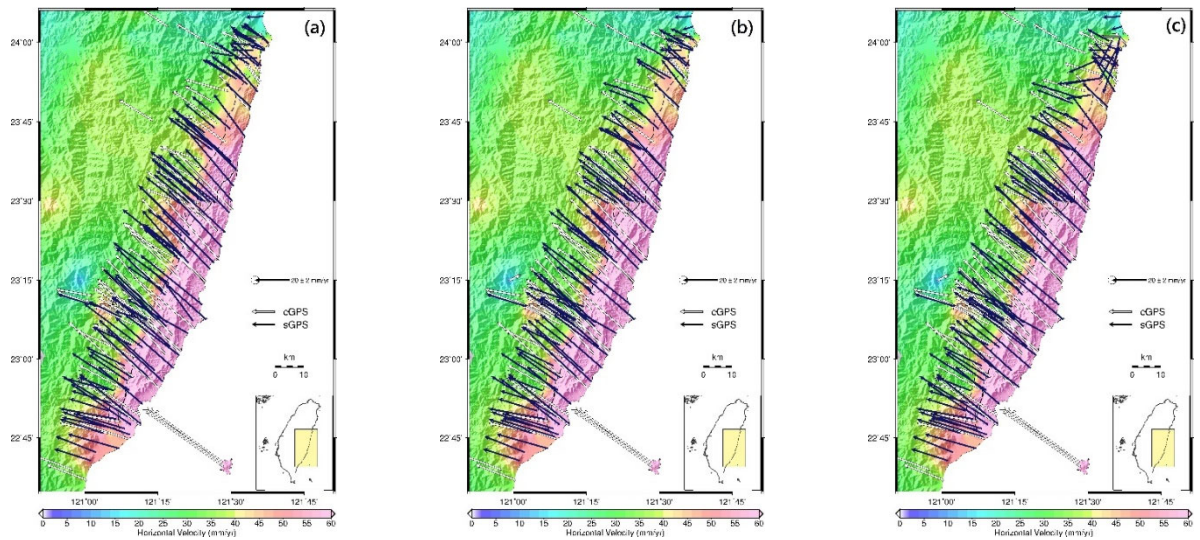 (a)
24°00'
23°45'
23°30'
23°15'
23°00'
22°45'
20 ± 2 mm/yr
cGPS
sGPS
km
0 10
121°00' 121°15' 121°30' 121°45'
0 5 10 15 20 25 30 35 40 45 50 55 60
Horizontal Velocity (mm/yr)
(b)
24°00'
23°45'
23°30'
23°15'
23°00'
22°45'
20 ± 2 mm/yr
cGPS
sGPS
km
0 10
121°00' 121°15' 121°30' 121°45'
0 5 10 15 20 25 30 35 40 45 50 55 60
Horizontal Velocity (mm/yr)
(c)
24°00'
23°45'
23°30'
23°15'
23°00'
22°45'
20 ± 2 mm/yr
cGPS
sGPS
km
0 10
121°00' 121°15' 121°30' 121°45'
0 5 10 15 20 25 30 35 40 45 50 55 60
Horizontal Velocity (mm/yr)